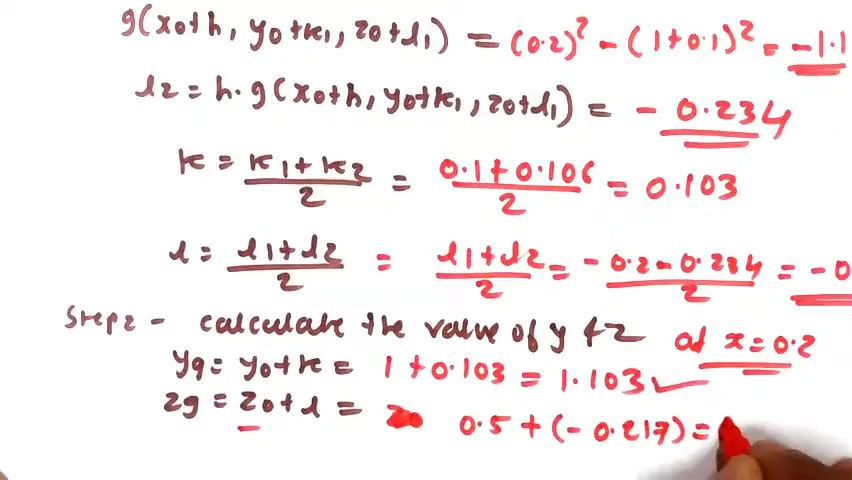 g(x0+h, y0+k1, z0+l1) = (0.2)² - (1+0.1)² = -1.1
l2 = h.g(x0+h, y0+k1, z0+l1) = - 0.234
k = k1+k2/2 = 0.1+0.106/2 = 0.103
l = l1+l2/2 = l1+l2/2 = -0.2-0.234/2 = -0
Step2 - calculate the value of y & z at x=0.2
y9 = y0+k = 1+0.103 = 1.103 ✓
z9 = z0+l = 0.5+(-0.217) =